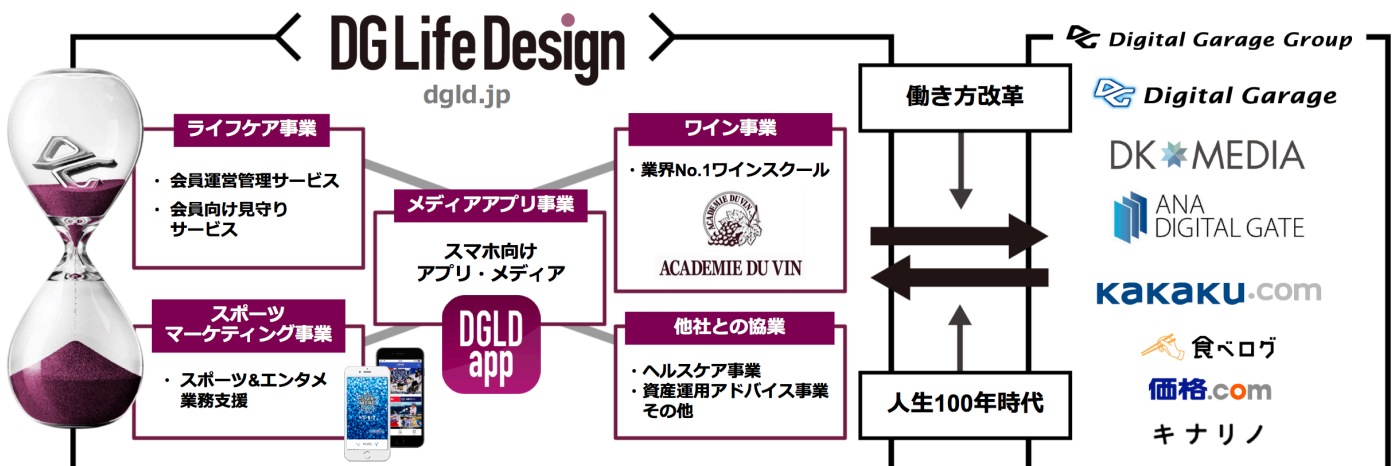 DG Life Design
dgld.jp
ライフケア事業
・ 会員運営管理サービス
・ 会員向け見守り
サービス
スポーツ
マーケティング事業
・ スポーツ&エンタメ
業務支援
メディアアプリ事業
スマホ向け
アプリ・メディア
DGLD
app
ワイン事業
・業界No.1ワインスクール
ACADEMIE DU VIN
ACADEMIE DU VIN
他社との協業
・ヘルスケア事業
・資産運用アドバイス事業
その他
働き方改革
人生100年時代
Digital Garage Group
Digital Garage
DK MEDIA
ANA
DIGITAL GATE
KaKaKU.com
食べログ
価格.com
キナリノ